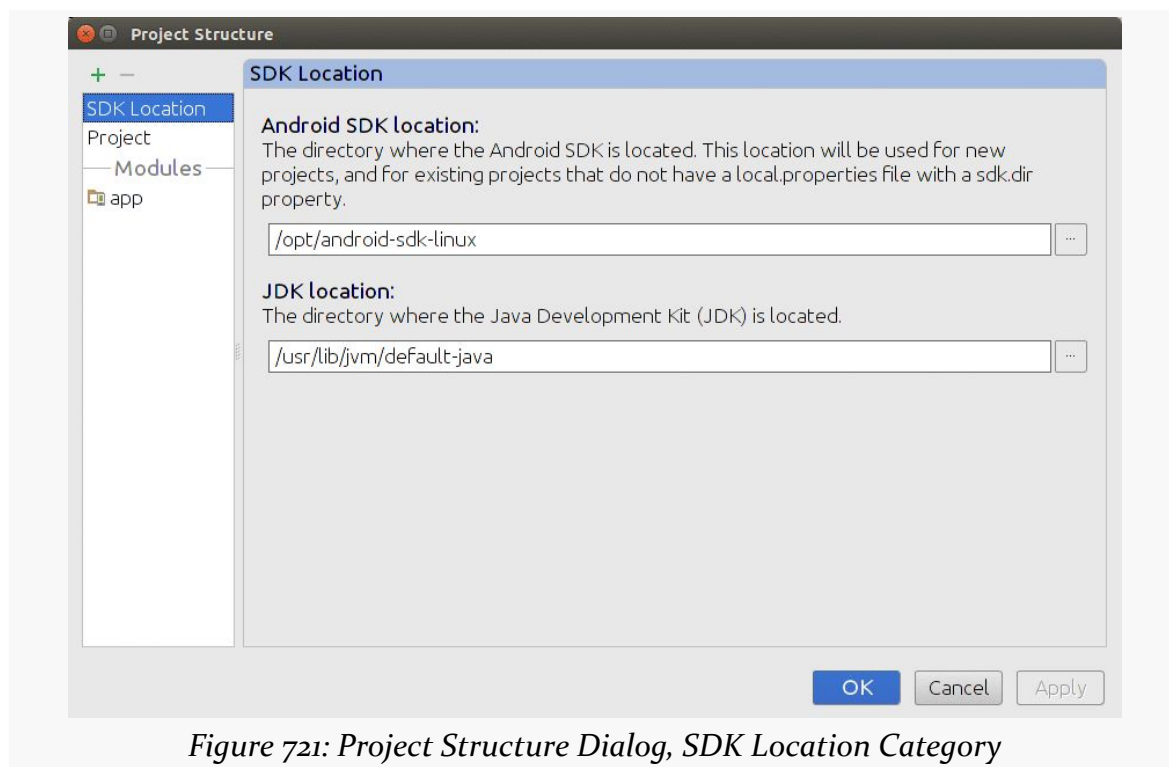 Project Structure
+ −
SDK Location
Project
Modules
app
SDK Location
Android SDK location:
The directory where the Android SDK is located. This location will be used for new
projects, and for existing projects that do not have a local.properties file with a sdk.dir
property.
/opt/android-sdk-linux
...
JDK location:
The directory where the Java Development Kit (JDK) is located.
/usr/lib/jvm/default-java
...
OK
Cancel
Apply
Figure 721: Project Structure Dialog, SDK Location Category